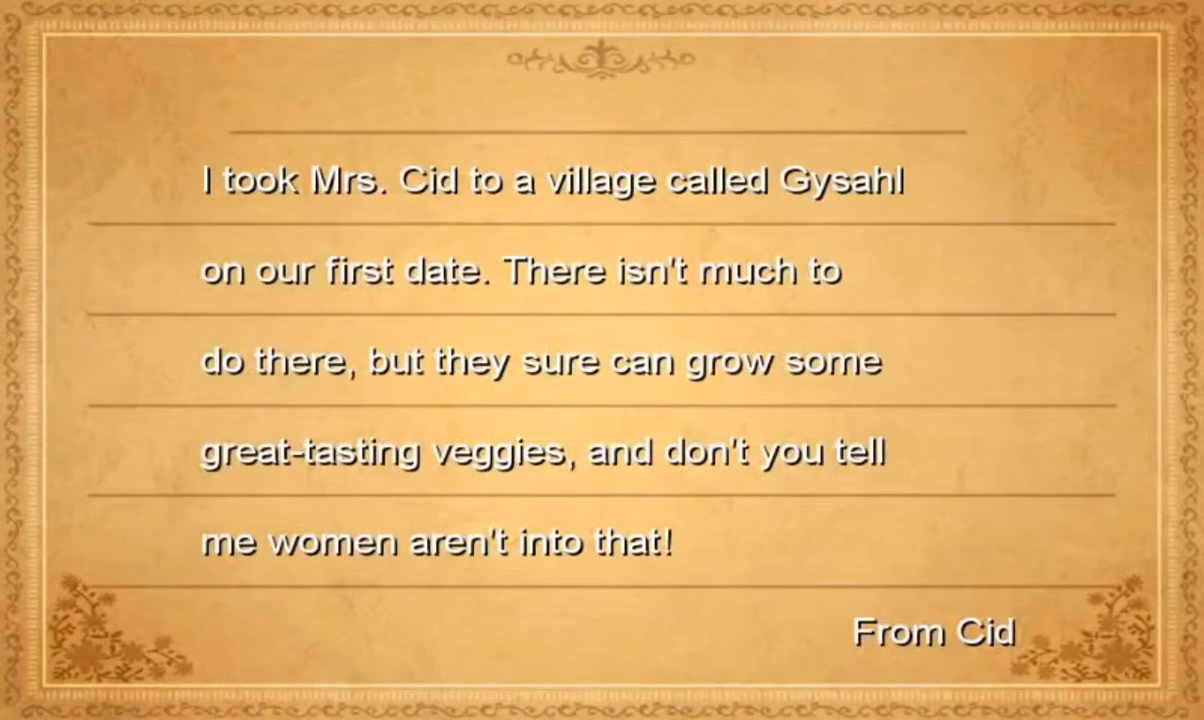 I took Mrs. Cid to a village called Gysahl
on our first date. There isn't much to
do there, but they sure can grow some
great-tasting veggies, and don't you tell
me women aren't into that!
From Cid